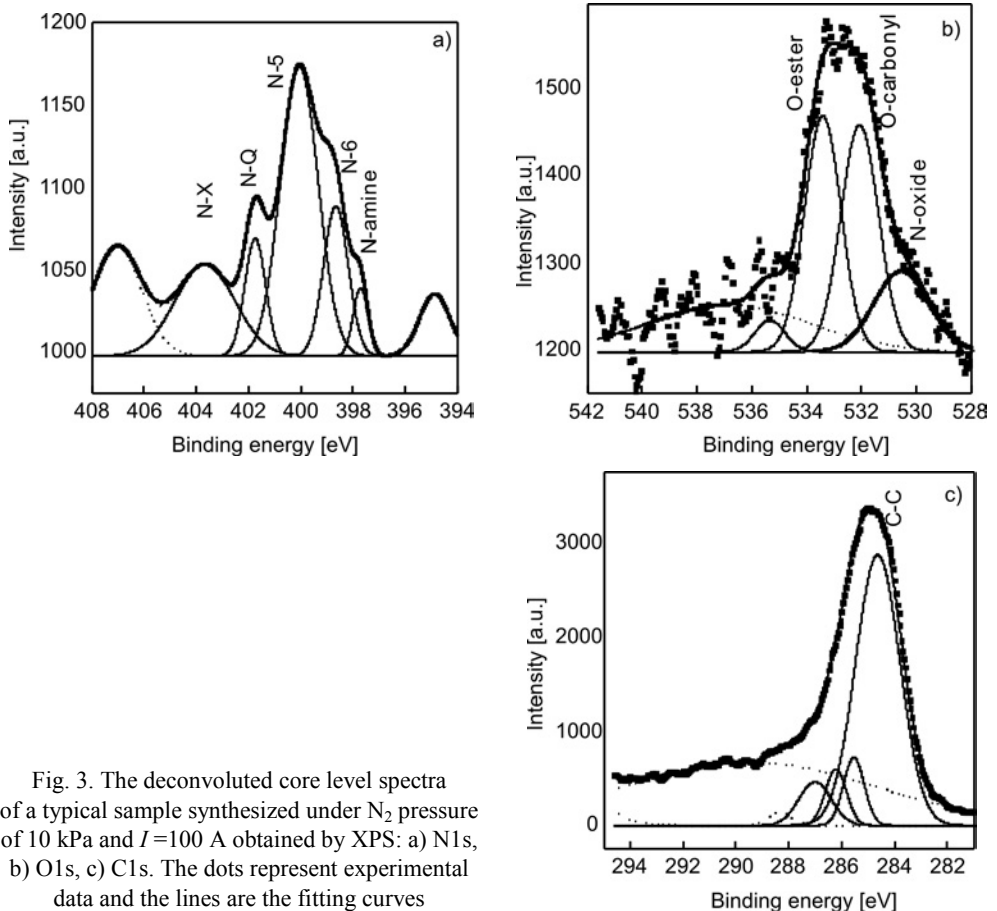 1200
1150
1100
1050
1000
Intensity [a.u.]
a)
N-X
N-Q
N-5
N-6
N-amine
408 406 404 402 400 398 396 394
Binding energy [eV]
1500
1400
1300
1200
Intensity [a.u.]
b)
O-ester
O-carbonyl
N-oxide
542 540 538 536 534 532 530 528
Binding energy [eV]
3000
2000
1000
0
Intensity [a.u.]
c)
C-C
294 292 290 288 286 284 282
Binding energy [eV]
Fig. 3. The deconvoluted core level spectra
of a typical sample synthesized under N₂ pressure
of 10 kPa and I =100 A obtained by XPS: a) N1s,
b) O1s, c) C1s. The dots represent experimental
data and the lines are the fitting curves